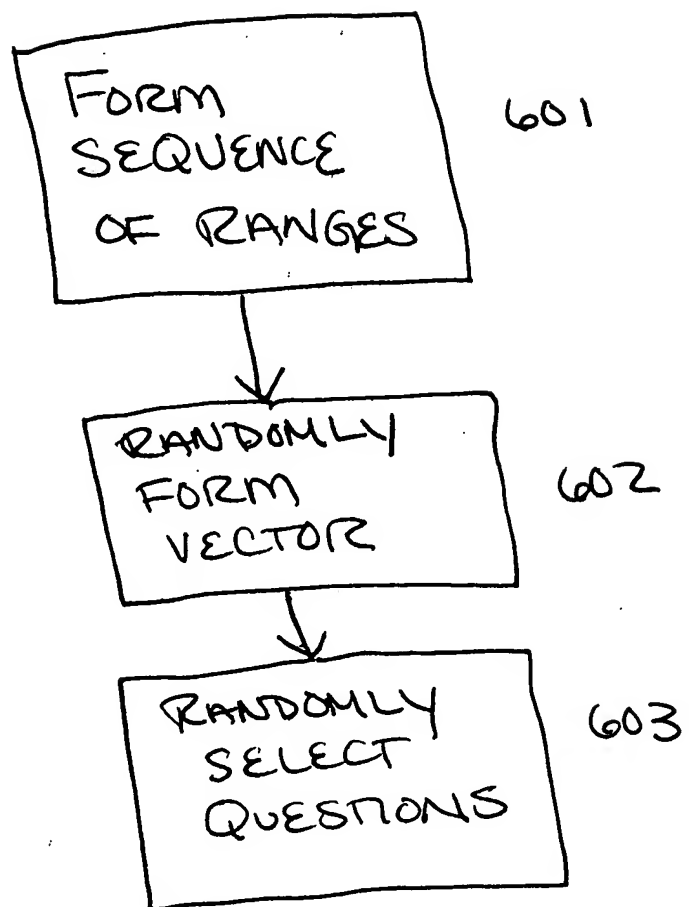 FORM
SEQUENCE
OF RANGES
601
RANDOMLY
FORM
VECTOR
602
RANDOMLY
SELECT
QUESTIONS
603